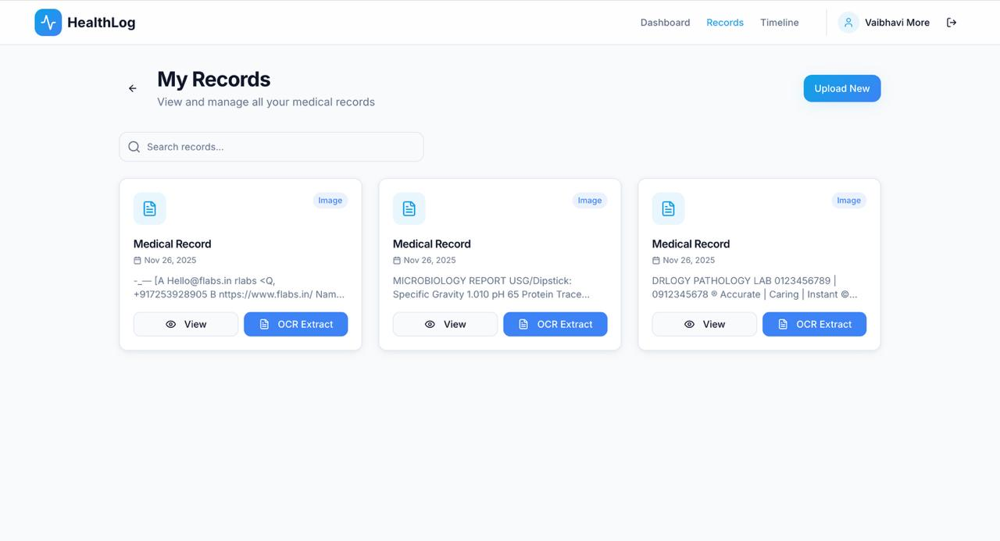 HealthLog
Dashboard
Records
Timeline
Vaibhavi More
My Records
View and manage all your medical records
Upload New
Search records...
Image
Medical Record
Nov 26, 2025
-_— [A Hello@flabs.in rlabs <Q,
+917253928905 B nttps://www.flabs.in/ Nam...
View
OCR Extract
Image
Medical Record
Nov 26, 2025
MICROBIOLOGY REPORT USG/Dipstick:
Specific Gravity 1.010 pH 65 Protein Trace...
View
OCR Extract
Image
Medical Record
Nov 26, 2025
DRLOGY PATHOLOGY LAB 0123456789 |
0912345678 ® Accurate | Caring | Instant ©...
View
OCR Extract